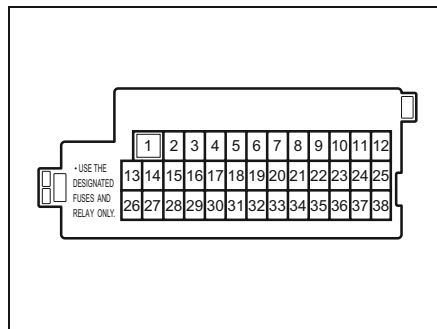 1 2 3 4 5 6 7 8 9 10 11 12
• USE THE
DESIGNATED
FUSES AND
RELAY ONLY.
13 14 15 16 17 18 19 20 21 22 23 24 25
26 27 28 29 30 31 32 33 34 35 36 37 38